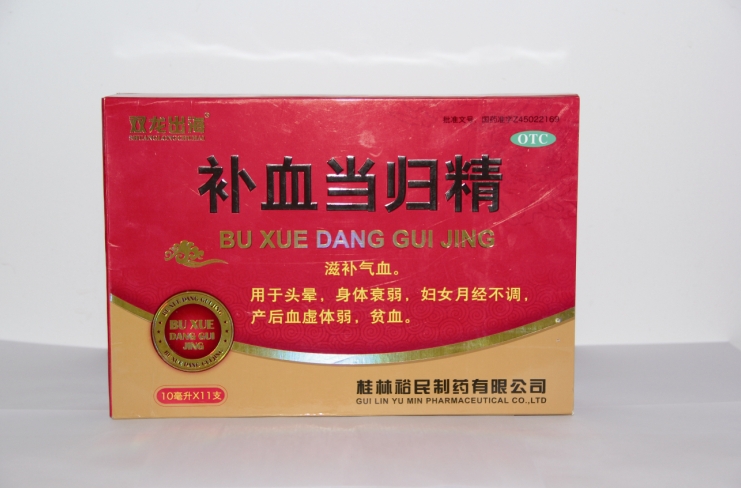 双龙出得
批准文号:国药准字Z45022169
OTC
补血当归精
BU XUE DANG GUI JING
滋补气血。
用于头晕，身体衰弱，妇女月经不调，
产后血虚体弱，贫血。
BU XUE
DANG GUI
JING
10毫升X11支
桂林裕民制药有限公司
GUI LIN YU MIN PHARMACEUTICAL CO.,LTD